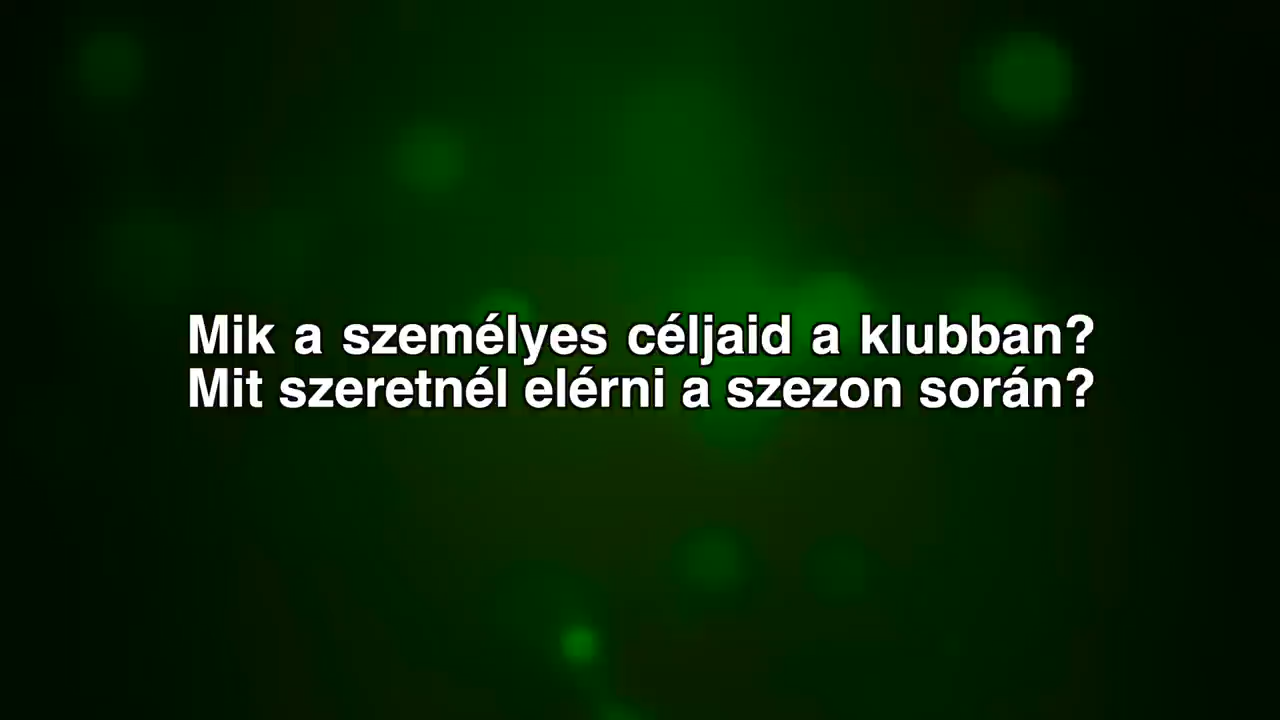 Mik a személyes céljaid a klubban?
Mit szeretnél elérni a szezon során?